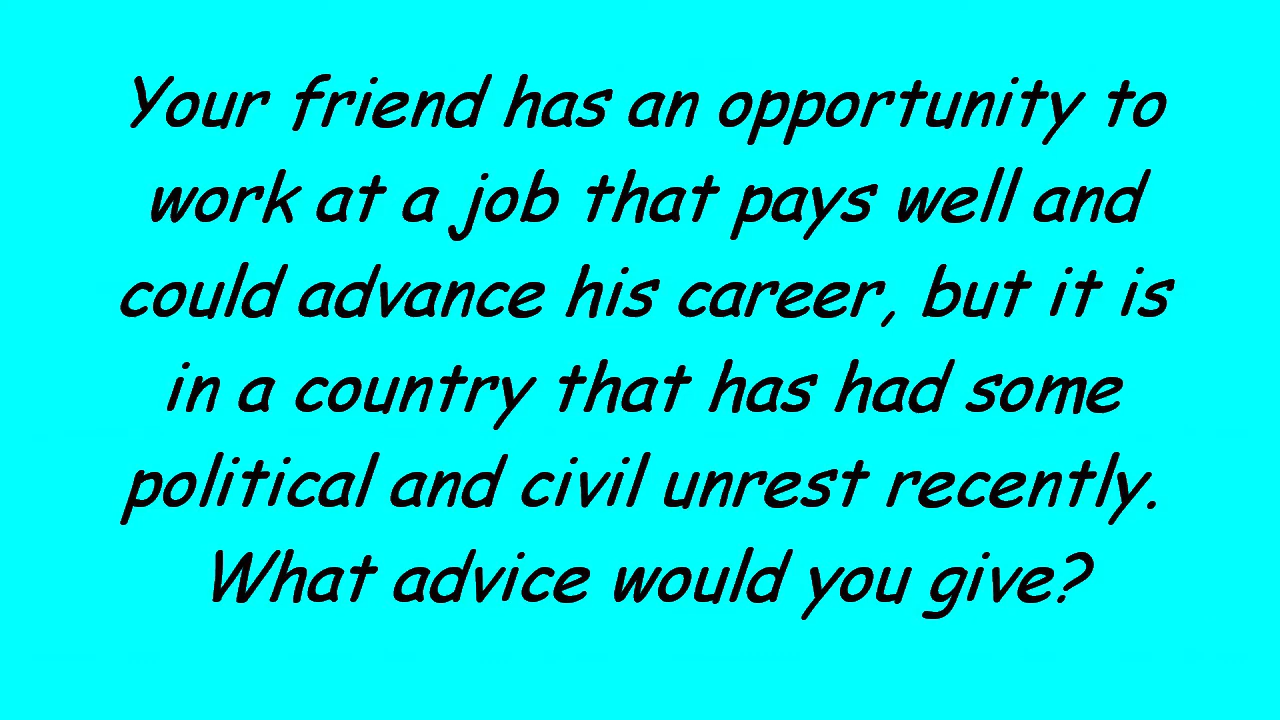 Your friend has an opportunity to
work at a job that pays well and
could advance his career, but it is
in a country that has had some
political and civil unrest recently.
What advice would you give?